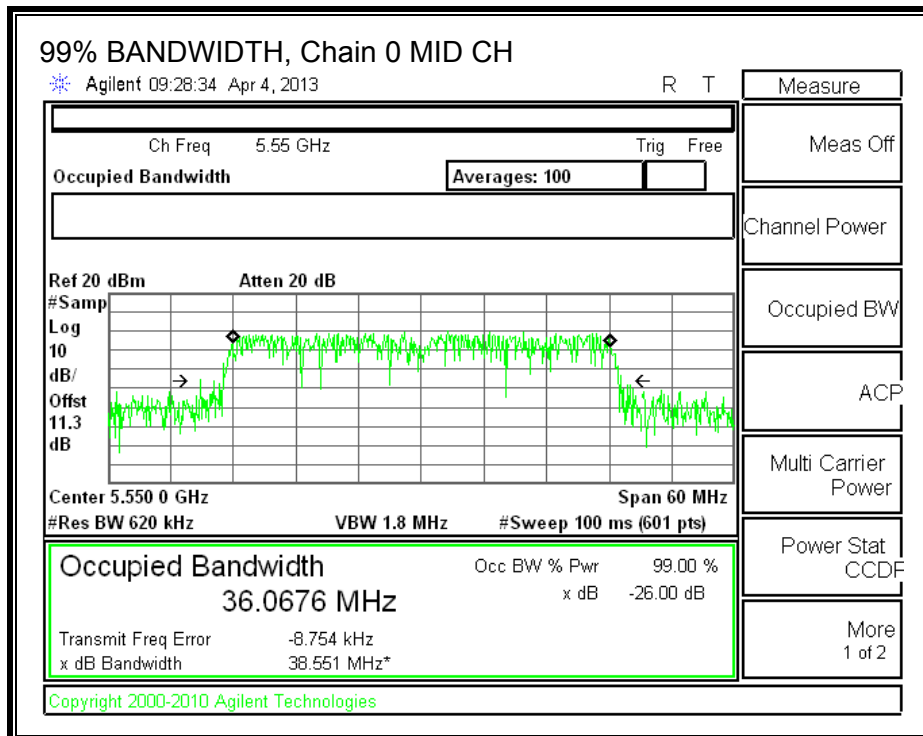 99% BANDWIDTH, Chain 0 MID CH
Agilent 09:28:34 Apr 4, 2013 R T
Measure
Ch Freq 5.55 GHz Trig Free
Meas Off
Occupied Bandwidth Averages: 100
Channel Power
Ref 20 dBm Atten 20 dB
#Samp
Log
10
dB/
Offst
11.3
dB
Occupied BW
ACP
Center 5.550 0 GHz Span 60 MHz
#Res BW 620 kHz VBW 1.8 MHz #Sweep 100 ms (601 pts)
Multi Carrier
Power
Occupied Bandwidth Occ BW % Pwr 99.00 %
36.0676 MHz x dB -26.00 dB
Power Stat
CCDF
Transmit Freq Error -8.754 kHz
x dB Bandwidth 38.551 MHz*
More
1 of 2
Copyright 2000-2010 Agilent Technologies